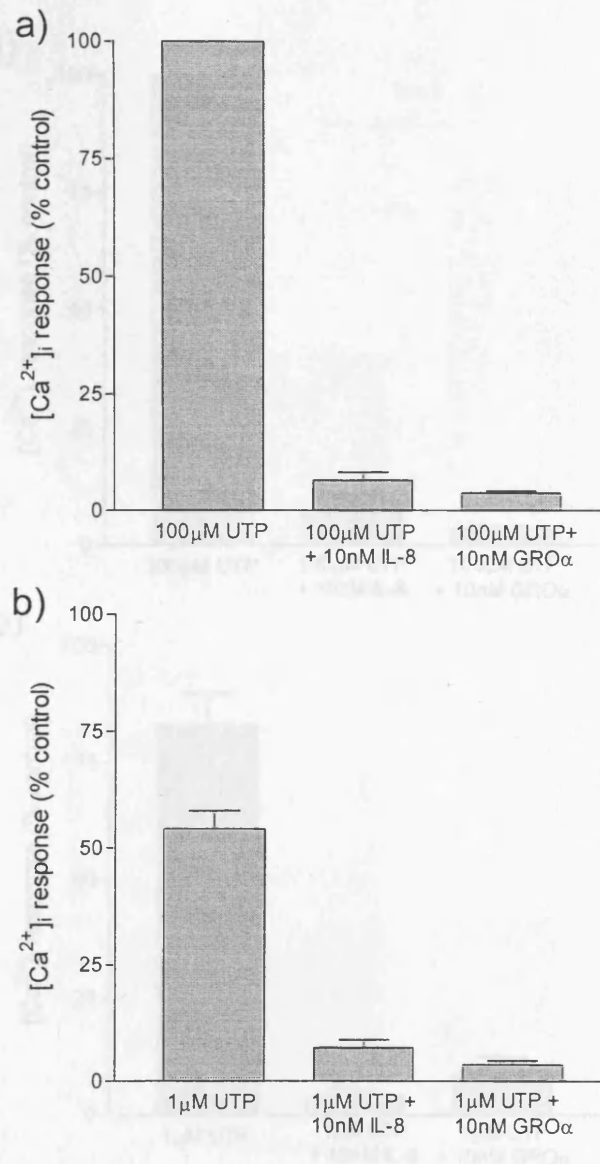 a)
[Ca²⁺]ᵢ response (% control)
100
75
50
25
0
100μM UTP
100μM UTP
+ 10nM IL-8
100μM UTP+
10nM GROα
b)
[Ca²⁺]ᵢ response (% control)
100
75
50
25
0
1μM UTP
1μM UTP +
10nM IL-8
1μM UTP +
10nM GROα